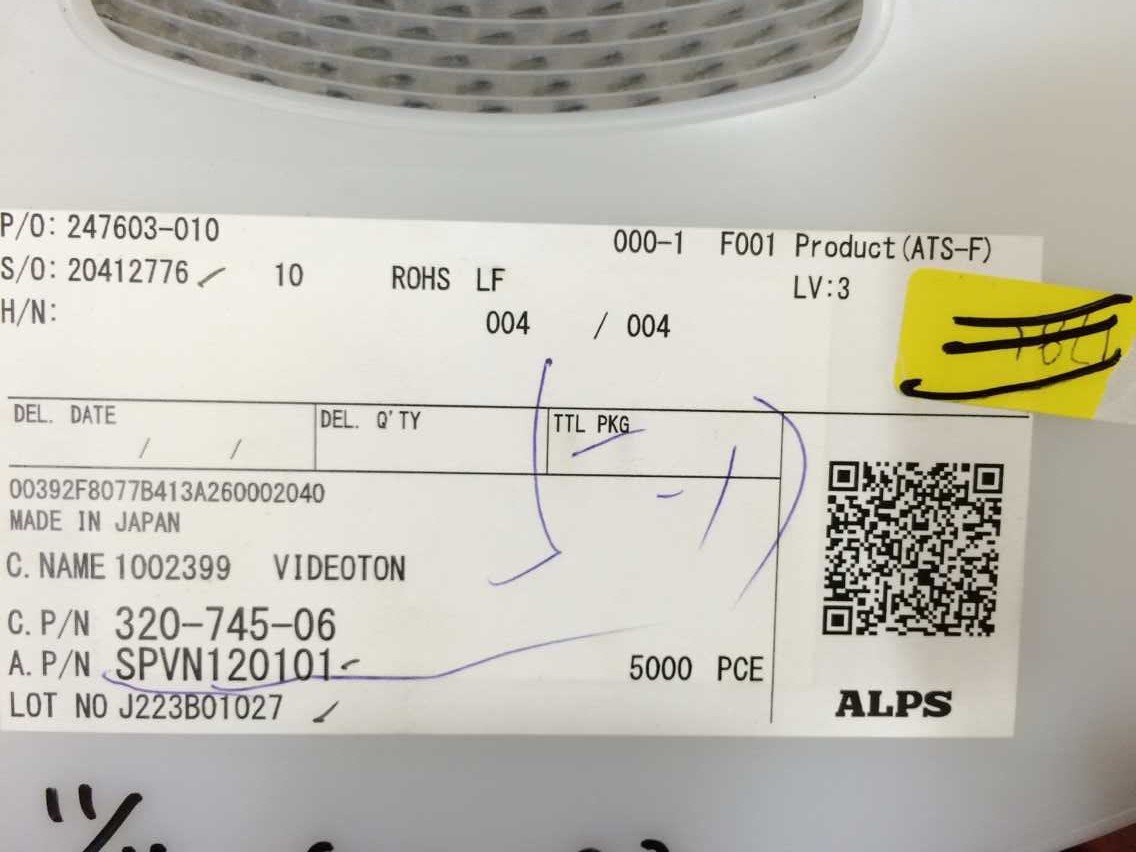 P/O: 247603-010
000-1 F001 Product(ATS-F)
S/O: 20412776 10 ROHS LF LV:3
H/N:
004 / 004
DEL. DATE DEL. Q'TY TTL PKG
/ /
00392F8077B413A260002040
MADE IN JAPAN
C. NAME 1002399 VIDEOTON
C. P/N 320-745-06
A. P/N SPVN120101 5000 PCE
LOT NO J223B01027
ALPS